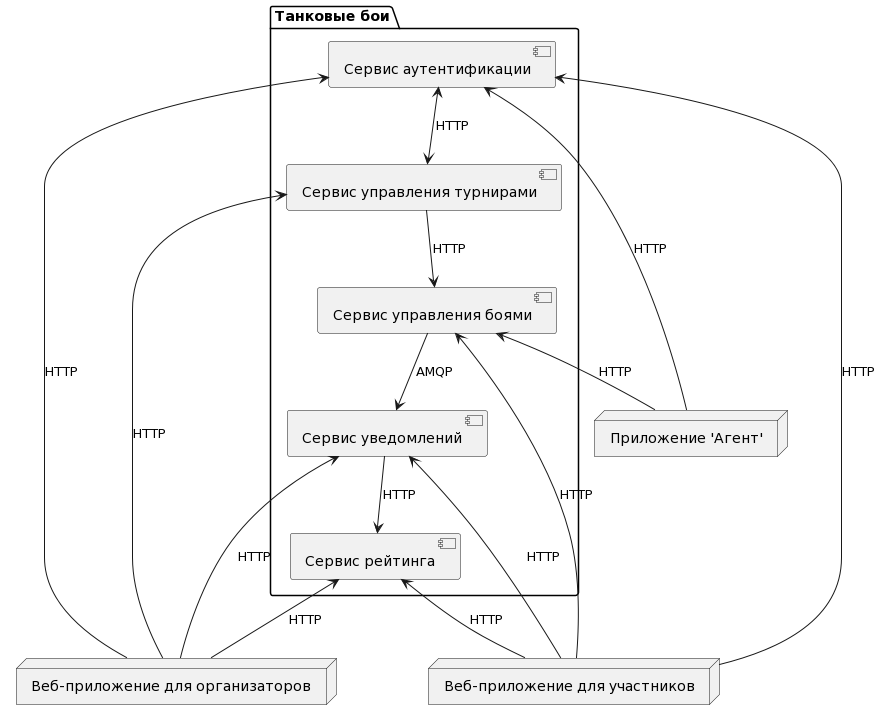 Танковые бои
Сервис аутентификации
HTTP
Сервис управления турнирами
HTTP
HTTP
Сервис управления боями
HTTP
AMQP
HTTP
HTTP
Сервис уведомлений
Приложение 'Агент'
HTTP
HTTP
HTTP
HTTP
HTTP
Сервис рейтинга
HTTP
HTTP
Веб-приложение для организаторов
Веб-приложение для участников